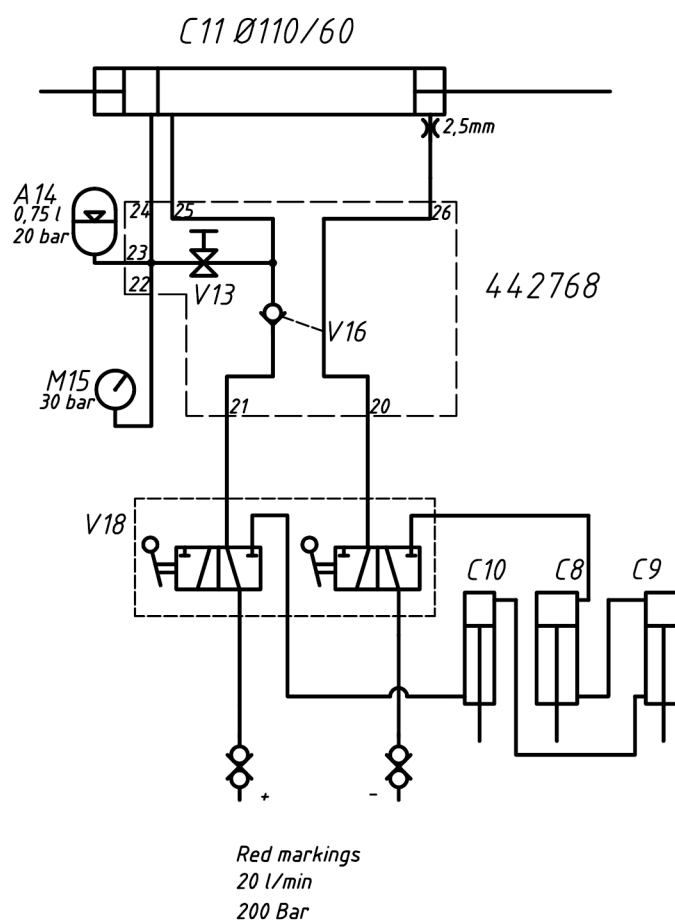 C11 Ø110/60
2,5mm
A14
0,75 l
20 bar
24
25
26
23
22
V13
442768
V16
M15
30 bar
21
20
V18
C10
C8
C9
+
-
Red markings
20 l/min
200 Bar